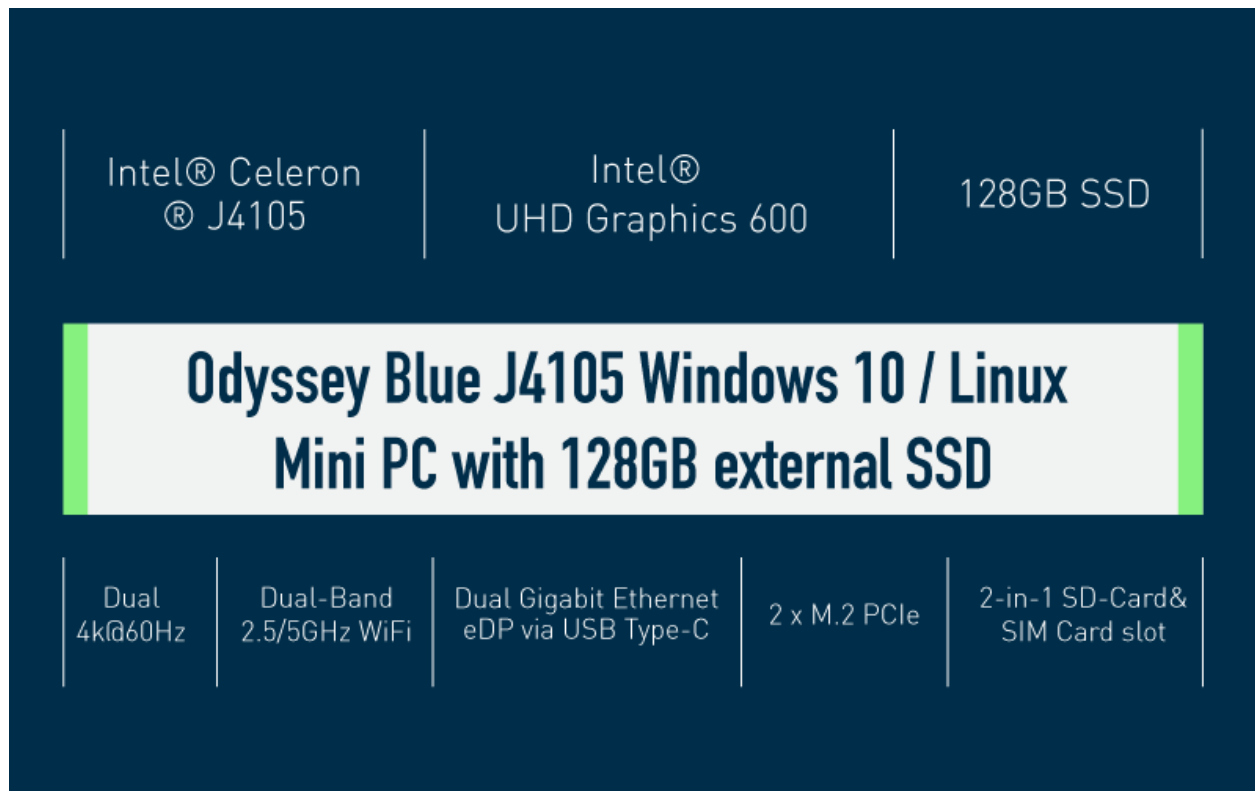 Intel® Celeron
® J4105
Intel®
UHD Graphics 600
128GB SSD
Odyssey Blue J4105 Windows 10 / Linux
Mini PC with 128GB external SSD
Dual
4k@60Hz
Dual-Band
2.5/5GHz WiFi
Dual Gigabit Ethernet
eDP via USB Type-C
2 x M.2 PCIe
2-in-1 SD-Card&
SIM Card slot